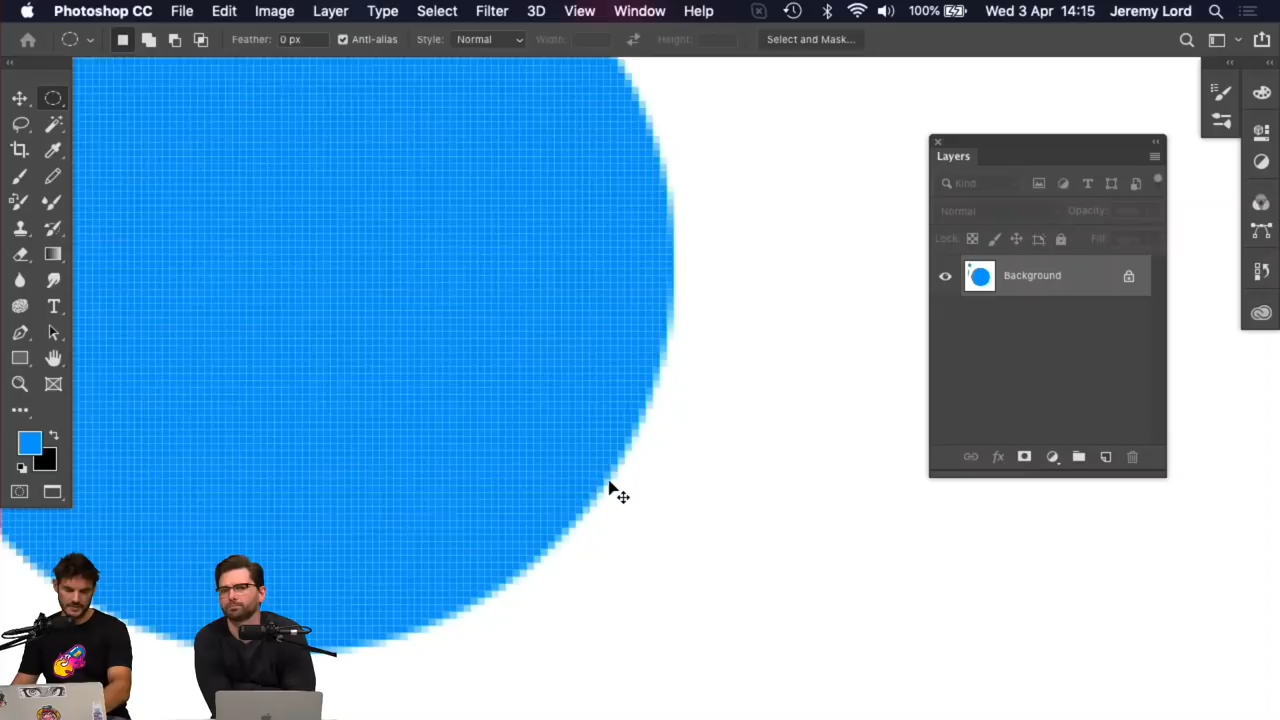 Photoshop CC File Edit Image Layer Type Select Filter 3D View Window Help 100% Wed 3 Apr 14:15 Jeremy Lord
Feather: 0 px Anti-alias Style: Normal Width: Height: Select and Mask...
Layers
Kind
Normal Opacity:
Lock: Fill:
Background